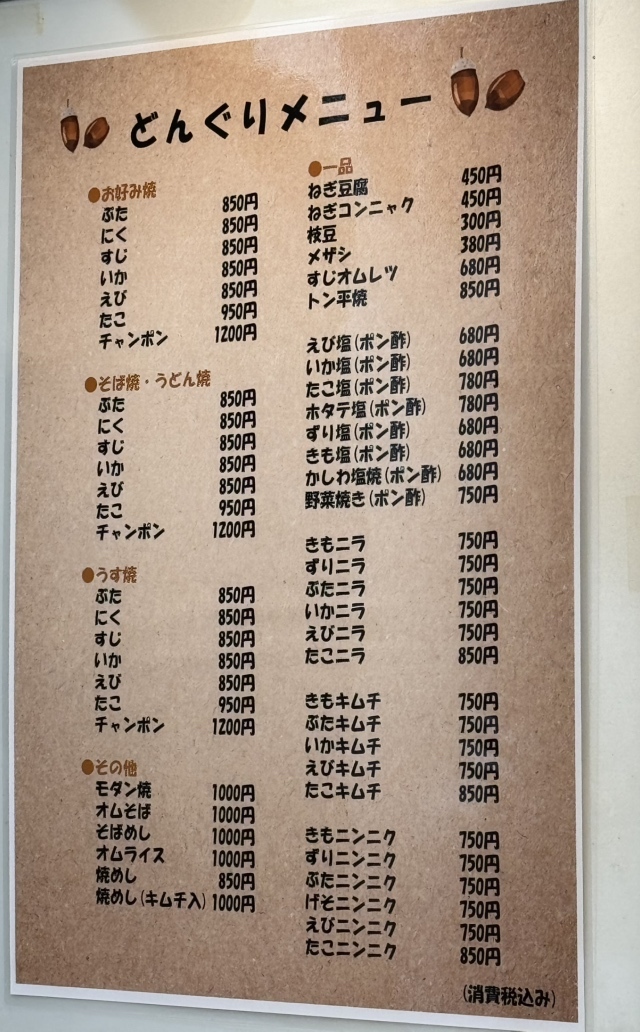 どんぐりメニュー
●お好み焼
ぶた 850円
にく 850円
すじ 850円
いか 850円
えび 850円
たこ 950円
チャンポン 1200円
●そば焼・うどん焼
ぶた 850円
にく 850円
すじ 850円
いか 850円
えび 850円
たこ 950円
チャンポン 1200円
●うす焼
ぶた 850円
にく 850円
すじ 850円
いか 850円
えび 850円
たこ 950円
チャンポン 1200円
●その他
モダン焼 1000円
オムそば 1000円
そばめし 1000円
オムライス 1000円
焼めし 850円
焼めし(キムチ入) 1000円
●一品
ねぎ豆腐 450円
ねぎコンニャク 450円
枝豆 300円
メザシ 380円
すじオムレツ 680円
トン平焼 850円
えび塩(ポン酢) 680円
いか塩(ポン酢) 680円
たこ塩(ポン酢) 780円
ホタテ塩(ポン酢) 780円
ずり塩(ポン酢) 680円
きも塩(ポン酢) 680円
かしわ塩焼(ポン酢) 680円
野菜焼き(ポン酢) 750円
きもニラ 750円
ずりニラ 750円
ぶたニラ 750円
いかニラ 750円
えびニラ 750円
たこニラ 850円
きもキムチ 750円
ぶたキムチ 750円
いかキムチ 750円
えびキムチ 750円
たこキムチ 850円
きもニンニク 750円
ずりニンニク 750円
ぶたニンニク 750円
げそニンニク 750円
えびニンニク 750円
たこニンニク 850円
(消費税込み)